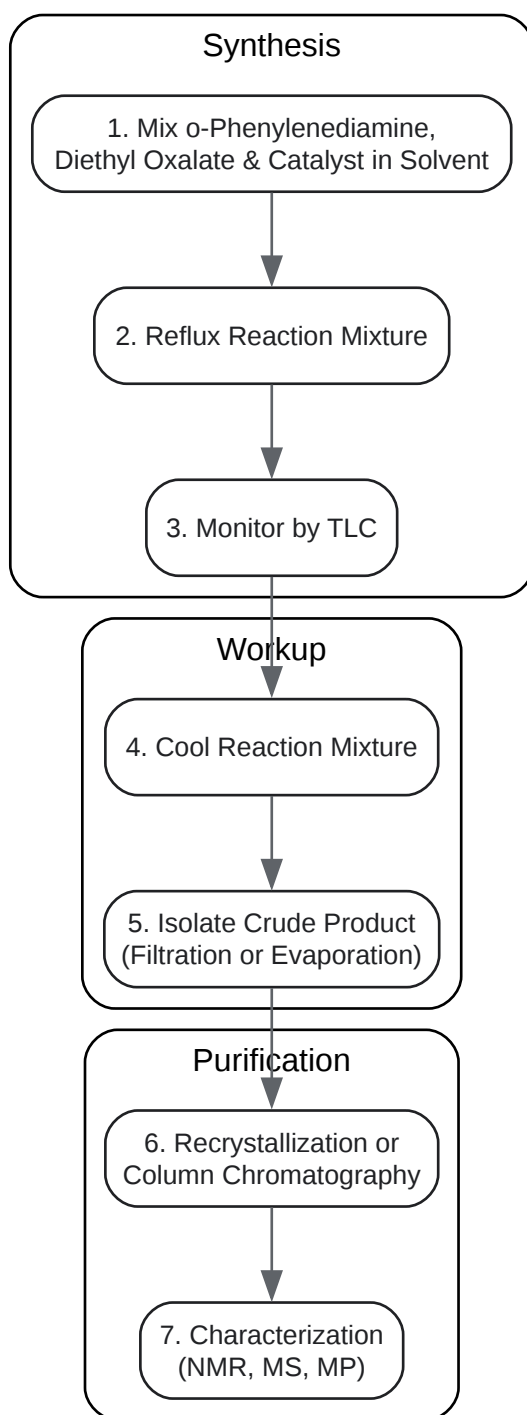 Synthesis
1. Mix o-Phenylenediamine,
Diethyl Oxalate & Catalyst in Solvent
2. Reflux Reaction Mixture
3. Monitor by TLC
Workup
4. Cool Reaction Mixture
5. Isolate Crude Product
(Filtration or Evaporation)
Purification
6. Recrystallization or
Column Chromatography
7. Characterization
(NMR, MS, MP)